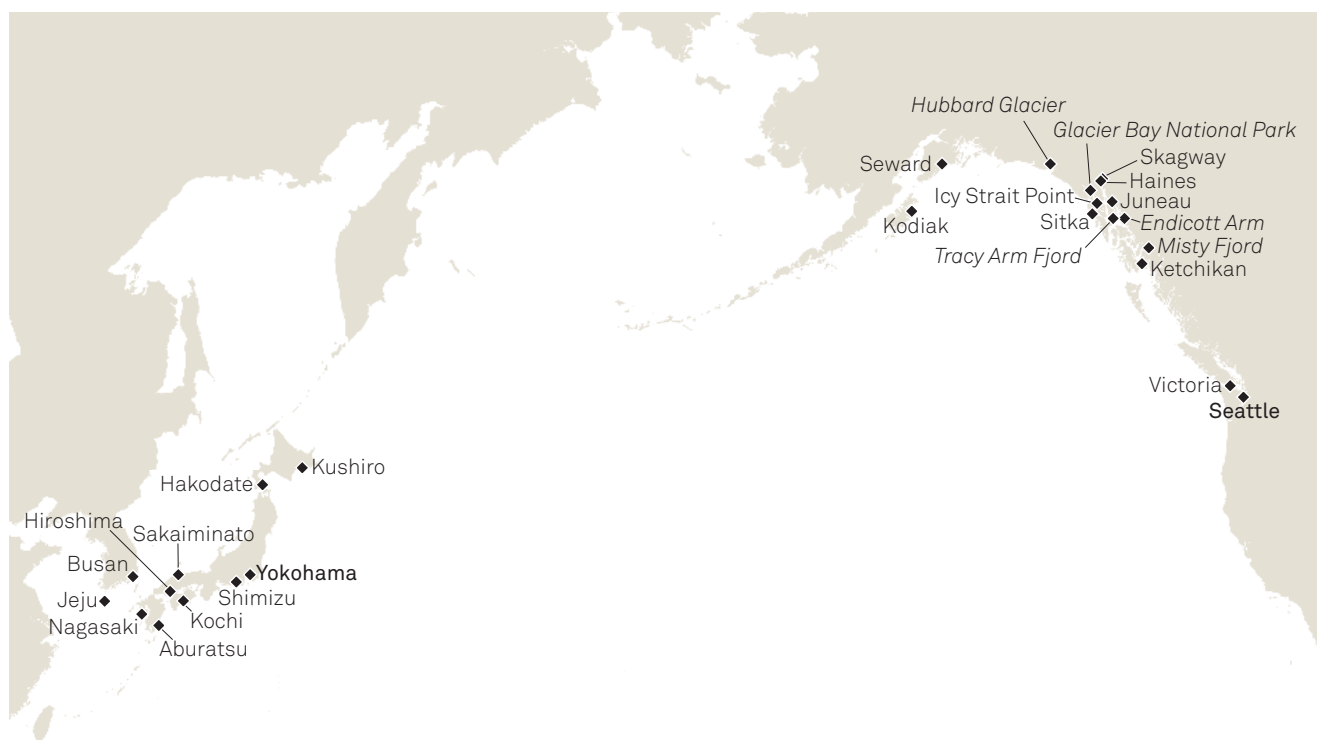 Hubbard Glacier
Glacier Bay National Park
Skagway
Seward
Haines
Icy Strait Point
Juneau
Kodiak
Sitka
Endicott Arm
Tracy Arm Fjord
Misty Fjord
Ketchikan
Victoria
Seattle
Kushiro
Hakodate
Hiroshima
Sakaiminato
Busan
Yokohama
Jeju
Shimizu
Nagasaki
Kochi
Aburatsu